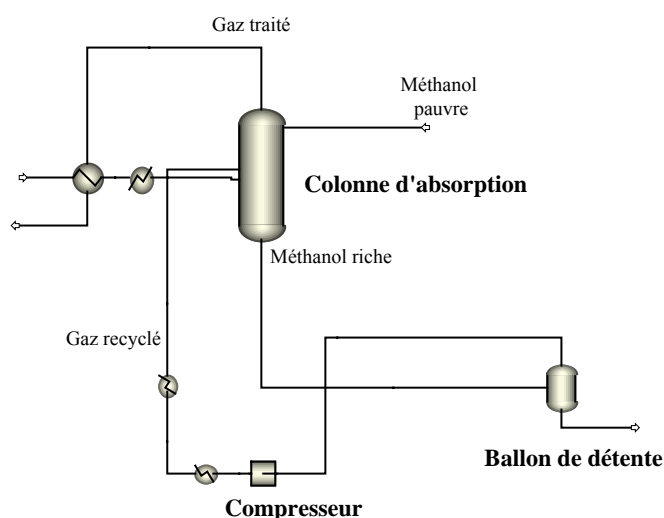 Gaz traité
Méthanol
pauvre
Colonne d'absorption
Méthanol riche
Gaz recyclé
Ballon de détente
Compresseur